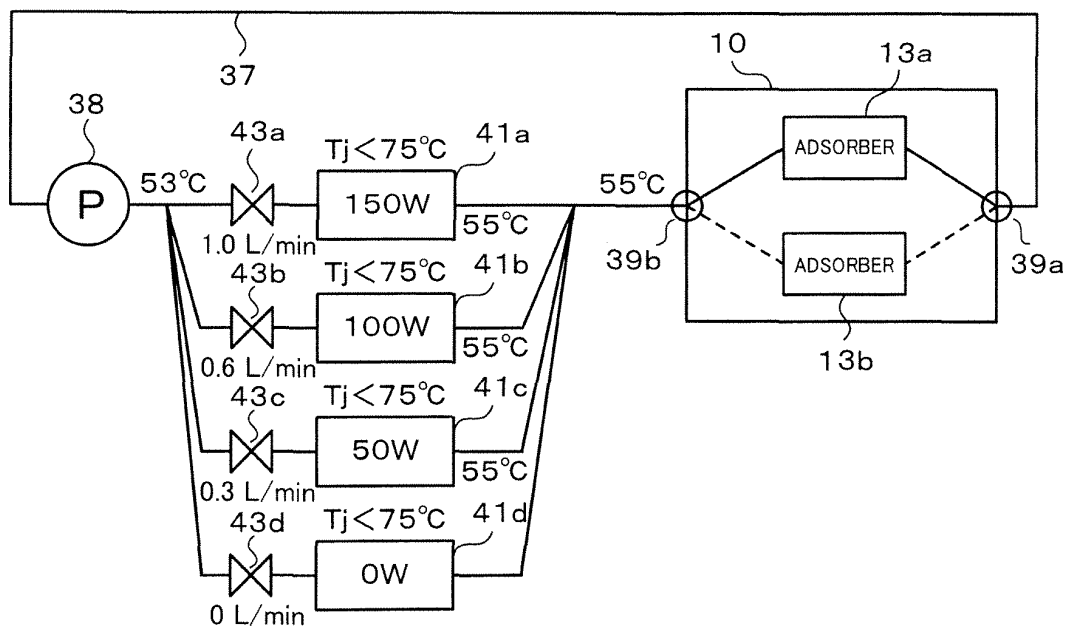 37
10
13a
38
43a
Tj<75℃
41a
ADSORBER
53℃
P
150W
55℃
55℃
1.0 L/min
39b
39a
43b
Tj<75℃
41b
ADSORBER
100W
0.6 L/min
55℃
13b
43c
Tj<75℃
41c
50W
0.3 L/min
55℃
43d
Tj<75℃
41d
0W
0 L/min